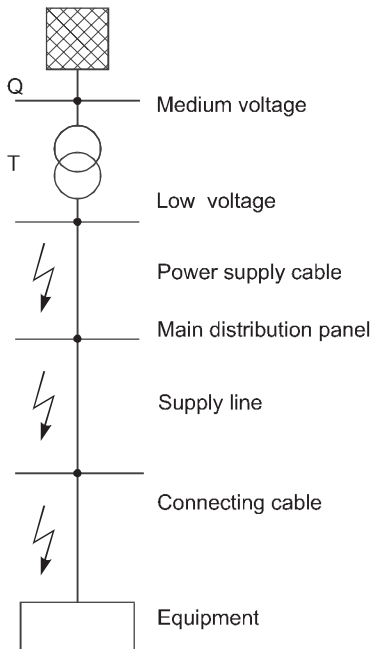 Q
Medium voltage
T
Low voltage
Power supply cable
Main distribution panel
Supply line
Connecting cable
Equipment